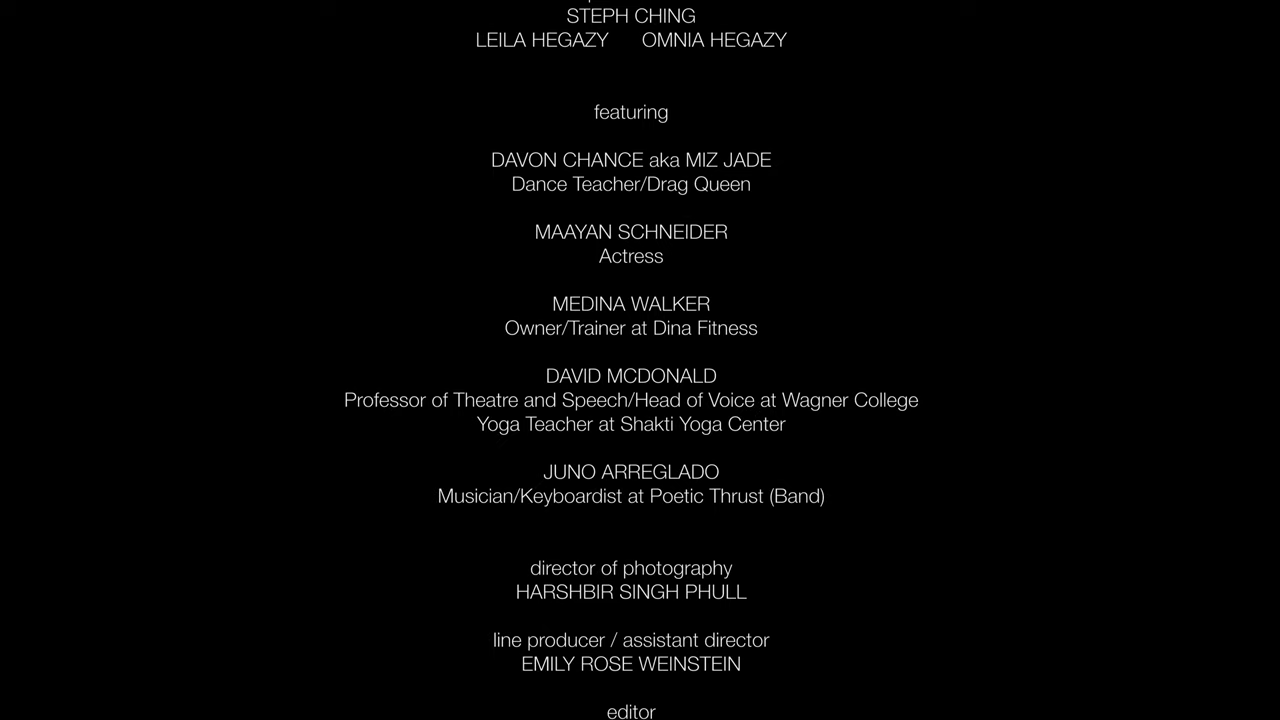 STEPH CHING
LEILA HEGAZY OMNIA HEGAZY
featuring
DAVON CHANCE aka MIZ JADE
Dance Teacher/Drag Queen
MAAYAN SCHNEIDER
Actress
MEDINA WALKER
Owner/Trainer at Dina Fitness
DAVID MCDONALD
Professor of Theatre and Speech/Head of Voice at Wagner College
Yoga Teacher at Shakti Yoga Center
JUNO ARREGLADO
Musician/Keyboardist at Poetic Thrust (Band)
director of photography
HARSHBIR SINGH PHULL
line producer / assistant director
EMILY ROSE WEINSTEIN
editor